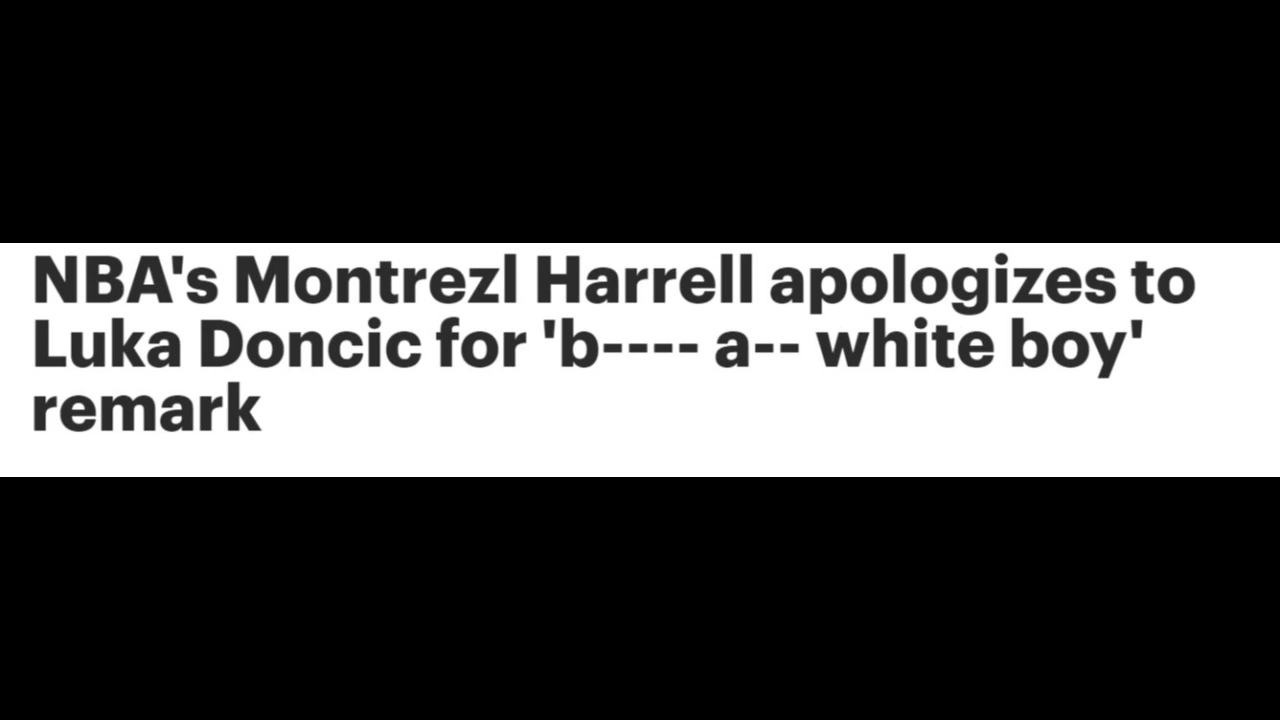 NBA's Montrezl Harrell apologizes to
Luka Doncic for 'b---- a-- white boy'
remark